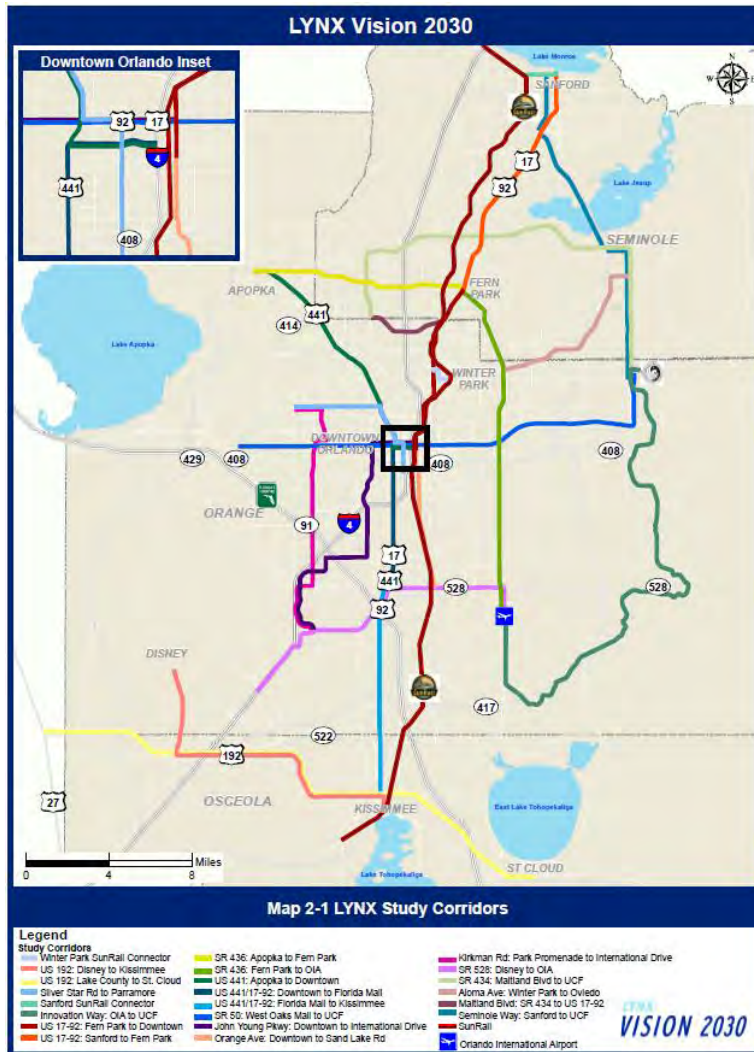 LYNX Vision 2030
Downtown Orlando Inset
92
17
4
441
408
N
W
E
S
Lake Monroe
SANFORD
17
92
Lake Jesup
SEMINOLE
FERN
PARK
APOPKA
441
414
Lake Apopka
WINTER
PARK
DOWNTOWN
ORLANDO
429
408
408
408
ORANGE
91
4
17
441
92
528
528
DISNEY
417
522
192
27
OSCEOLA
KISSIMMEE
East Lake Tohopekaliga
ST CLOUD
Lake Tohopekaliga
Miles
0
4
8
Map 2-1 LYNX Study Corridors
Legend
Study Corridors
Winter Park SunRail Connector
US 192: Disney to Kissimmee
US 192: Lake County to St. Cloud
Silver Star Rd to Parramore
Sanford SunRail Connector
Innovation Way: OIA to UCF
US 17-92: Fern Park to Downtown
US 17-92: Sanford to Fern Park
SR 436: Apopka to Fern Park
SR 436: Fern Park to OIA
US 441: Apopka to Downtown
US 441/17-92: Downtown to Florida Mall
US 441/17-92: Florida Mall to Kissimmee
SR 50: West Oaks Mall to UCF
John Young Pkwy: Downtown to International Drive
Orange Ave: Downtown to Sand Lake Rd
Kirkman Rd: Park Promenade to International Drive
SR 528: Disney to OIA
SR 434: Maitland Blvd to UCF
Aloma Ave: Winter Park to Oviedo
Maitland Blvd: SR 434 to US 17-92
Seminole Way: Sanford to UCF
SunRail
Orlando International Airport
LYNX
VISION 2030